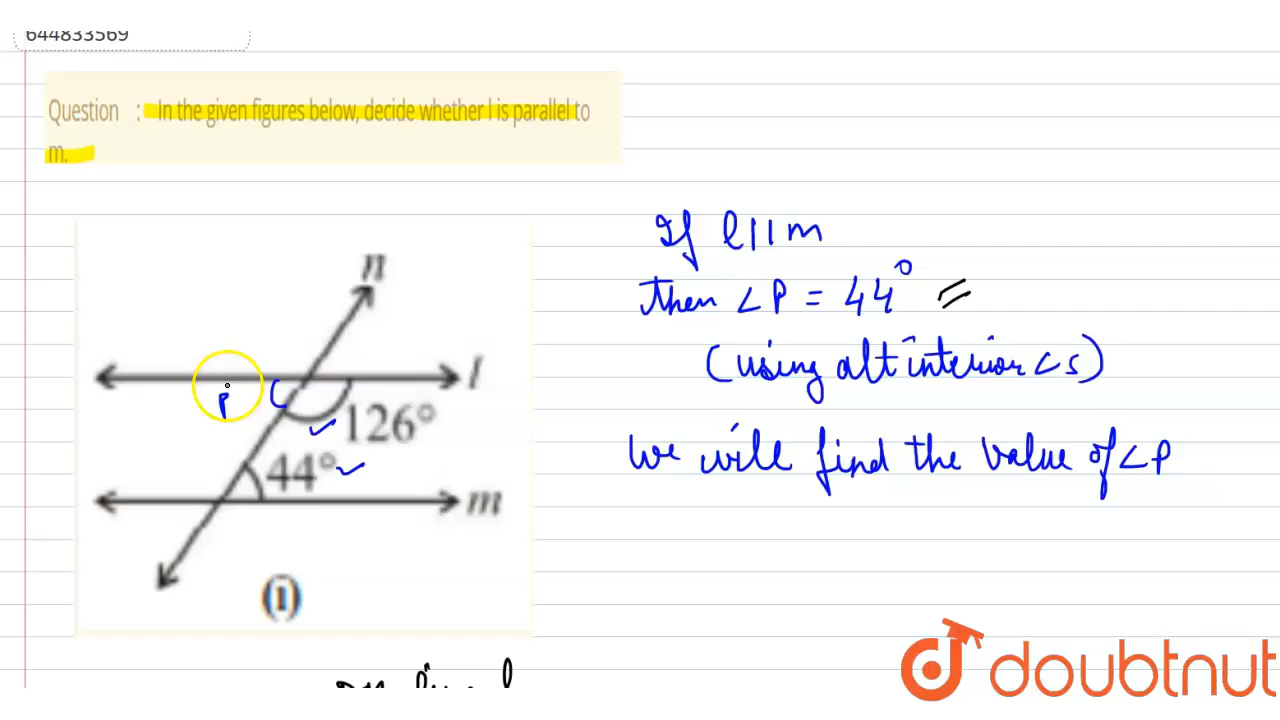 644833569
Question : In the given figures below, decide whether l is parallel to
m.
If l||m
then ∠P = 44°
(using alt interior ∠s)
We will find the value of ∠P
n
l
P
126°
44°
m
(i)
doubtnut